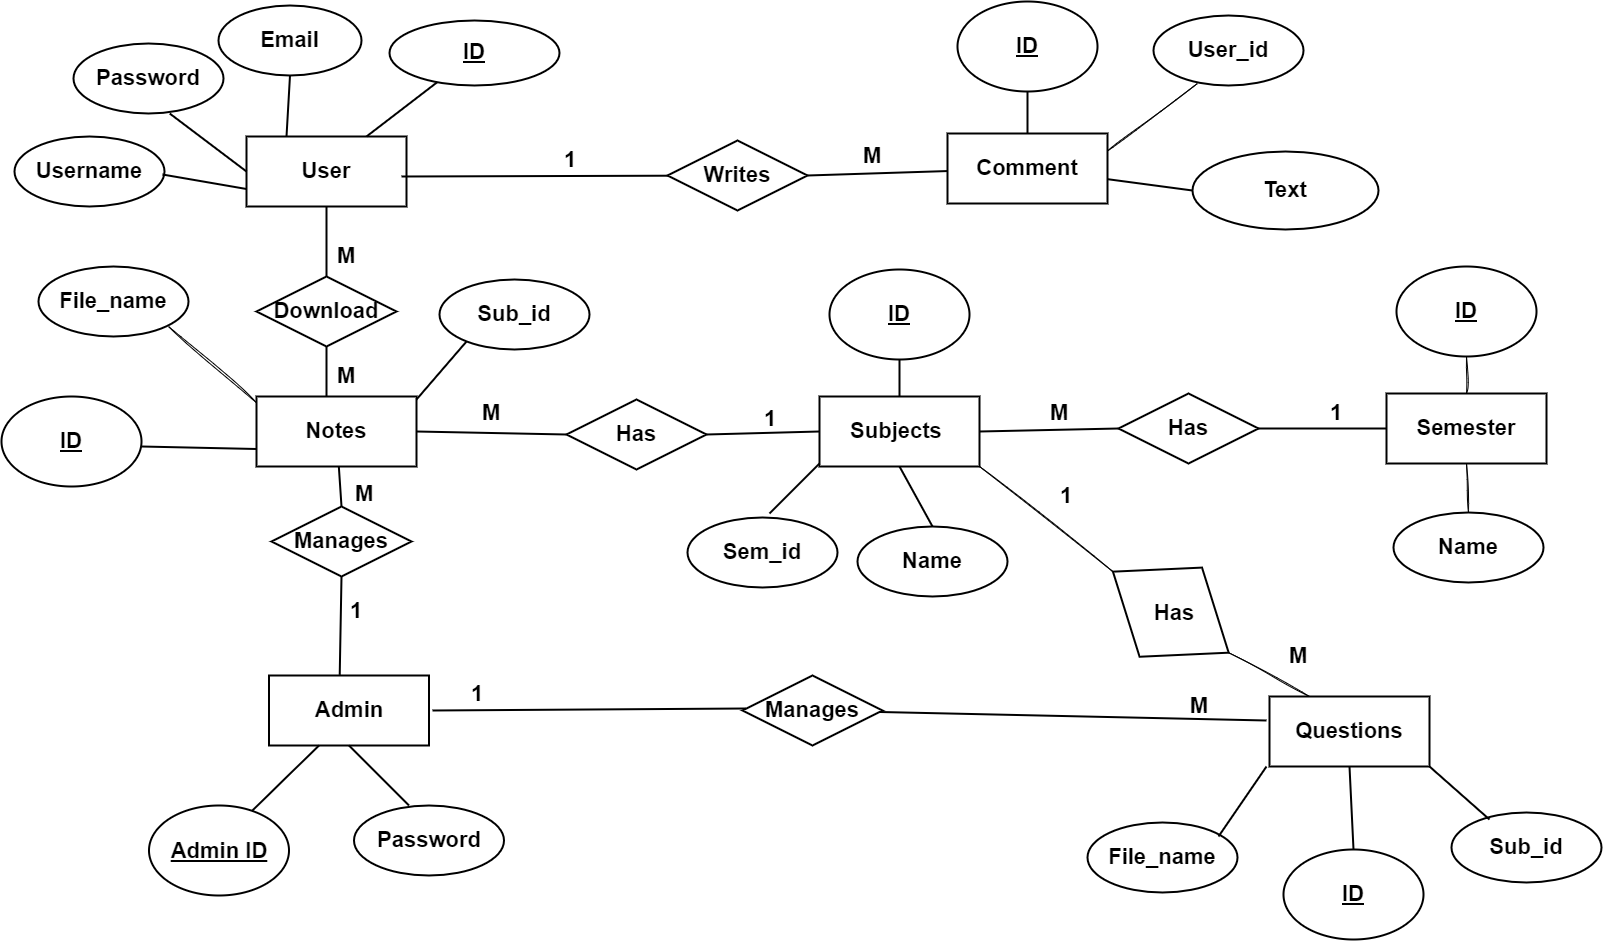 Email
ID
Password
Username
User
1
Writes
M
Comment
ID
User_id
Text
M
Download
M
File_name
Sub_id
ID
Notes
M
Has
1
Subjects
ID
M
Has
1
Semester
ID
Name
Sem_id
Name
1
Has
M
M
Manages
1
Admin
1
Manages
M
Questions
Admin ID
Password
File_name
ID
Sub_id